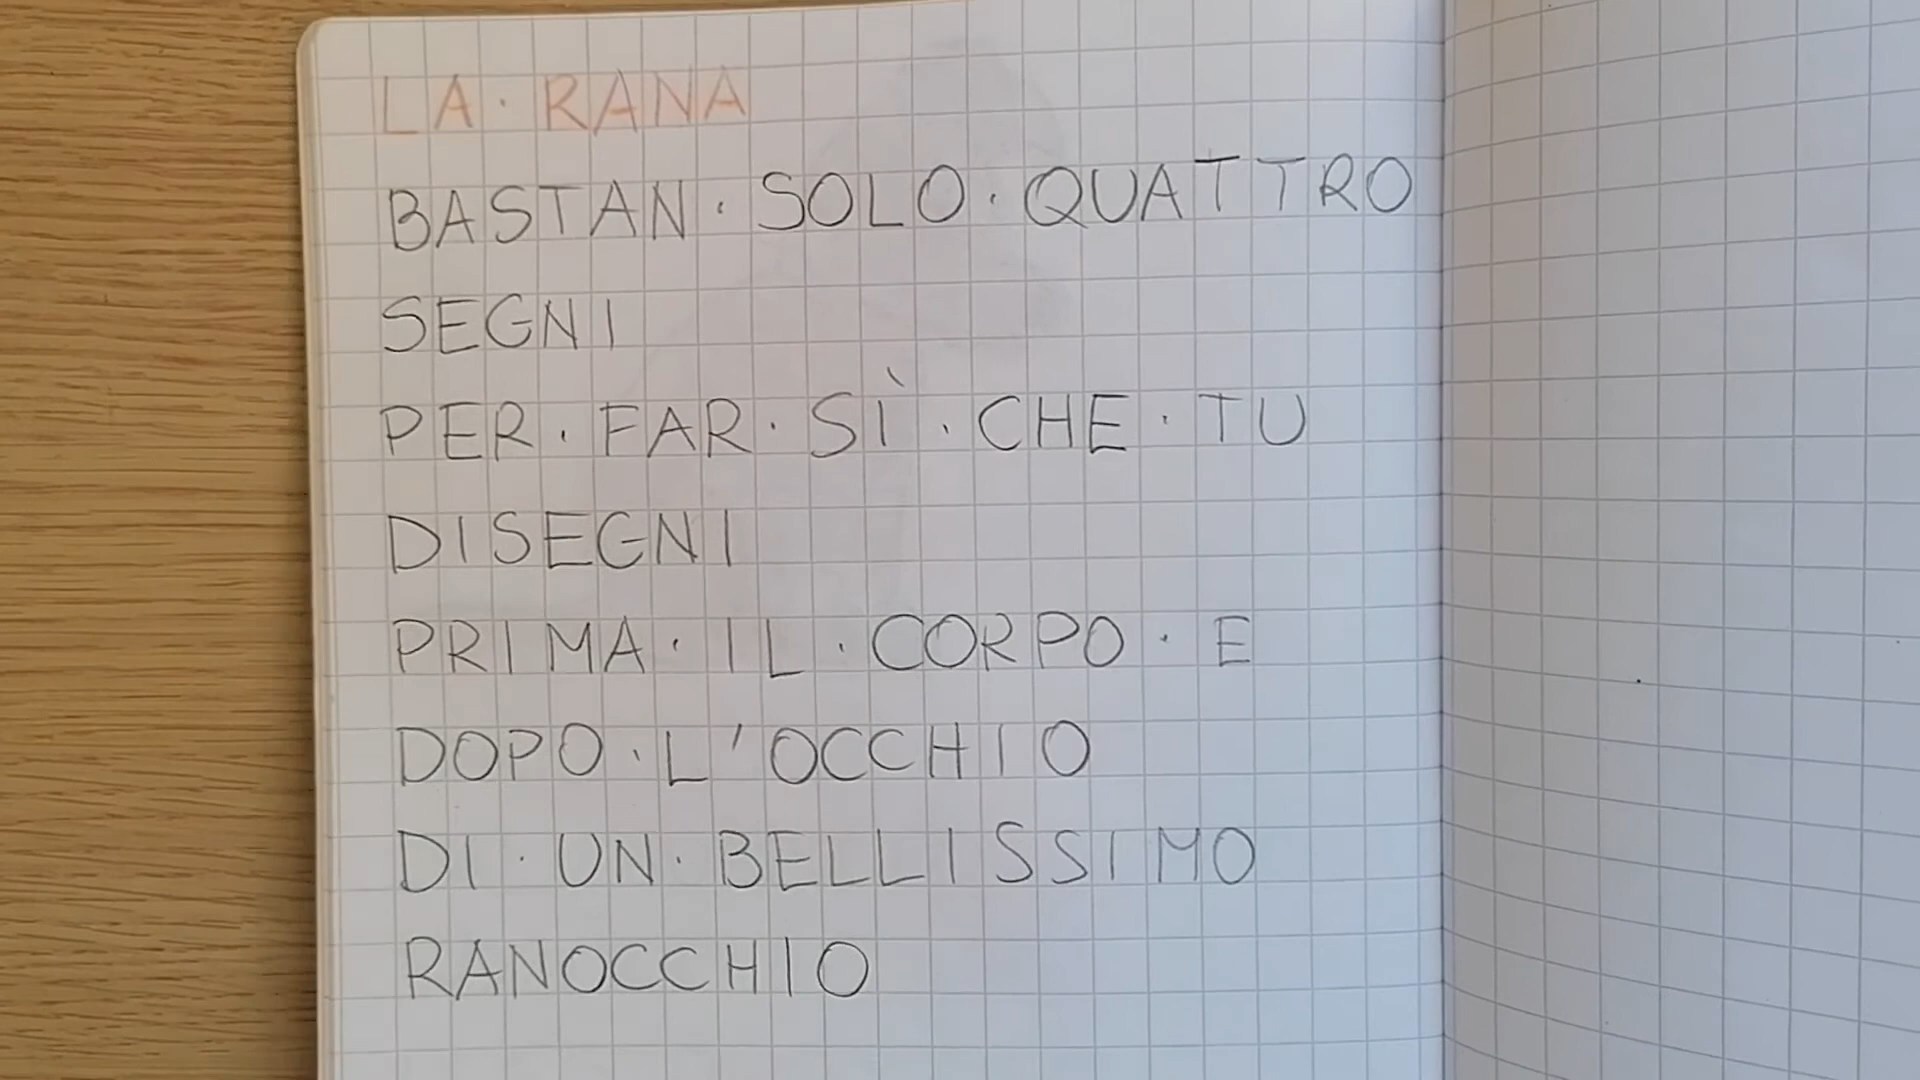 LA · RANA
BASTAN · SOLO · QUATTRO
SEGNI
PER · FAR · SÌ · CHE · TU
DISEGNI
PRIMA · IL · CORPO · E
DOPO · L'OCCHIO
DI · UN · BELLISSIMO
RANOCCHIO